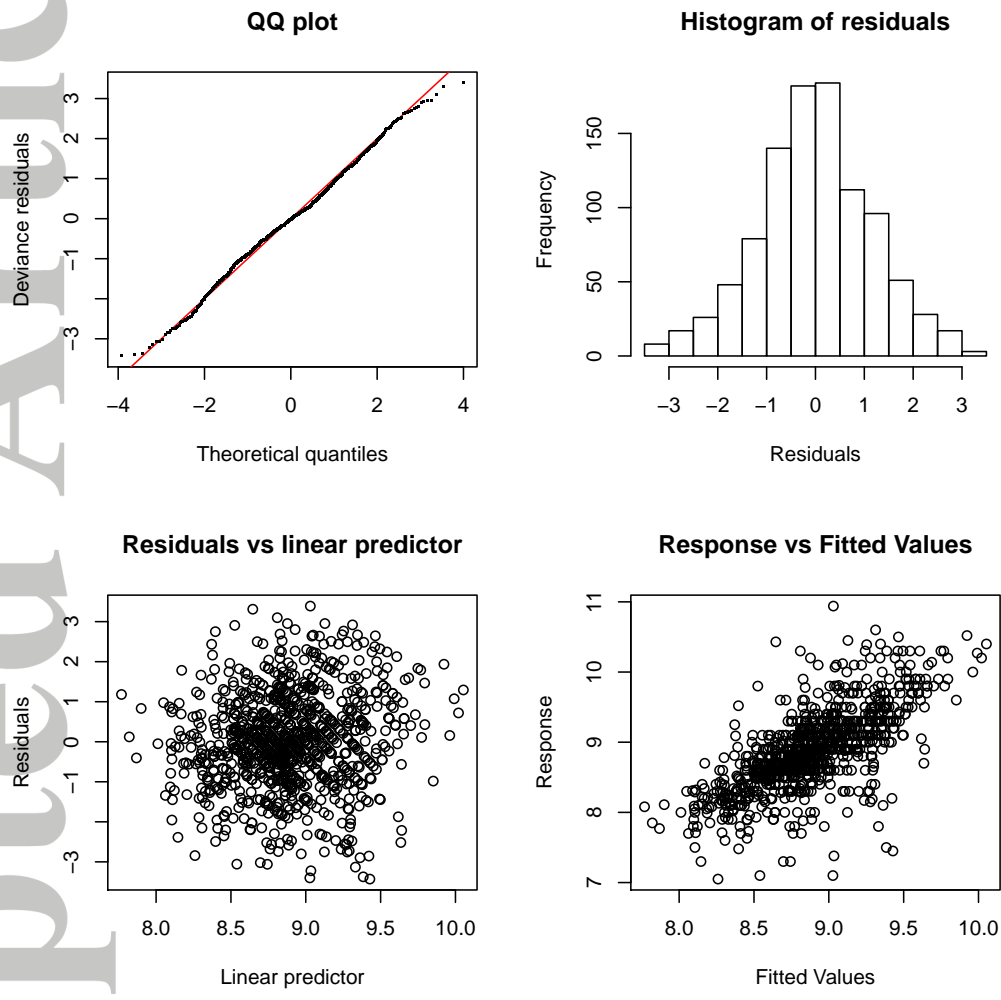 QQ plot
Deviance residuals
3
2
1
0
−1
−3
−4 −2 0 2 4
Theoretical quantiles
Histogram of residuals
Frequency
150
100
50
0
−3 −2 −1 0 1 2 3
Residuals
Residuals vs linear predictor
Residuals
3
2
1
0
−1
−3
8.0 8.5 9.0 9.5 10.0
Linear predictor
Response vs Fitted Values
Response
11
10
9
8
7
8.0 8.5 9.0 9.5 10.0
Fitted Values